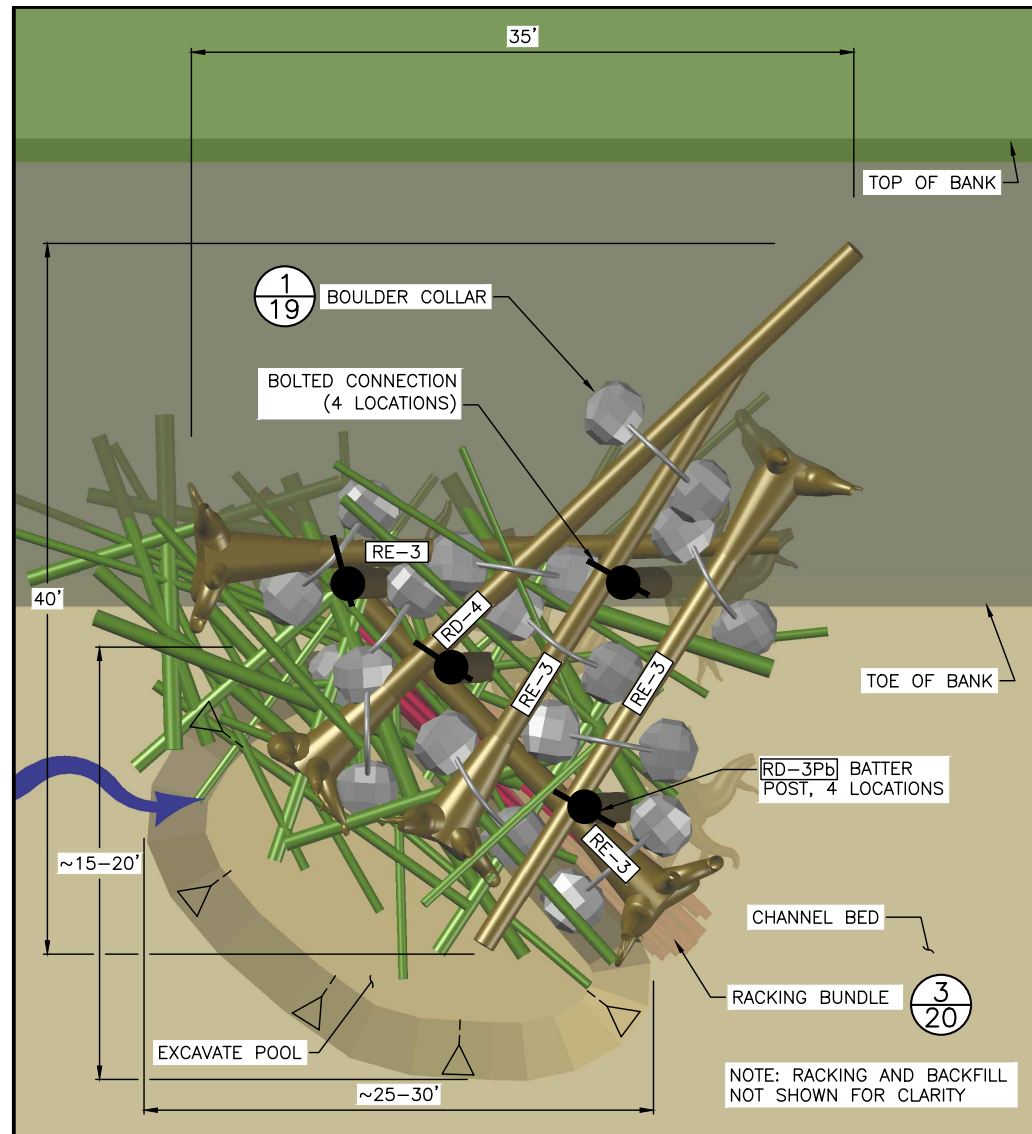 35'
TOP OF BANK
1
19
BOULDER COLLAR
BOLTED CONNECTION
(4 LOCATIONS)
RE-3
40'
RD-4
RE-3
RE-3
TOE OF BANK
RD-3Pb BATTER
POST, 4 LOCATIONS
RE-3
~15-20'
CHANNEL BED
RACKING BUNDLE
3
20
EXCAVATE POOL
~25-30'
NOTE: RACKING AND BACKFILL
NOT SHOWN FOR CLARITY